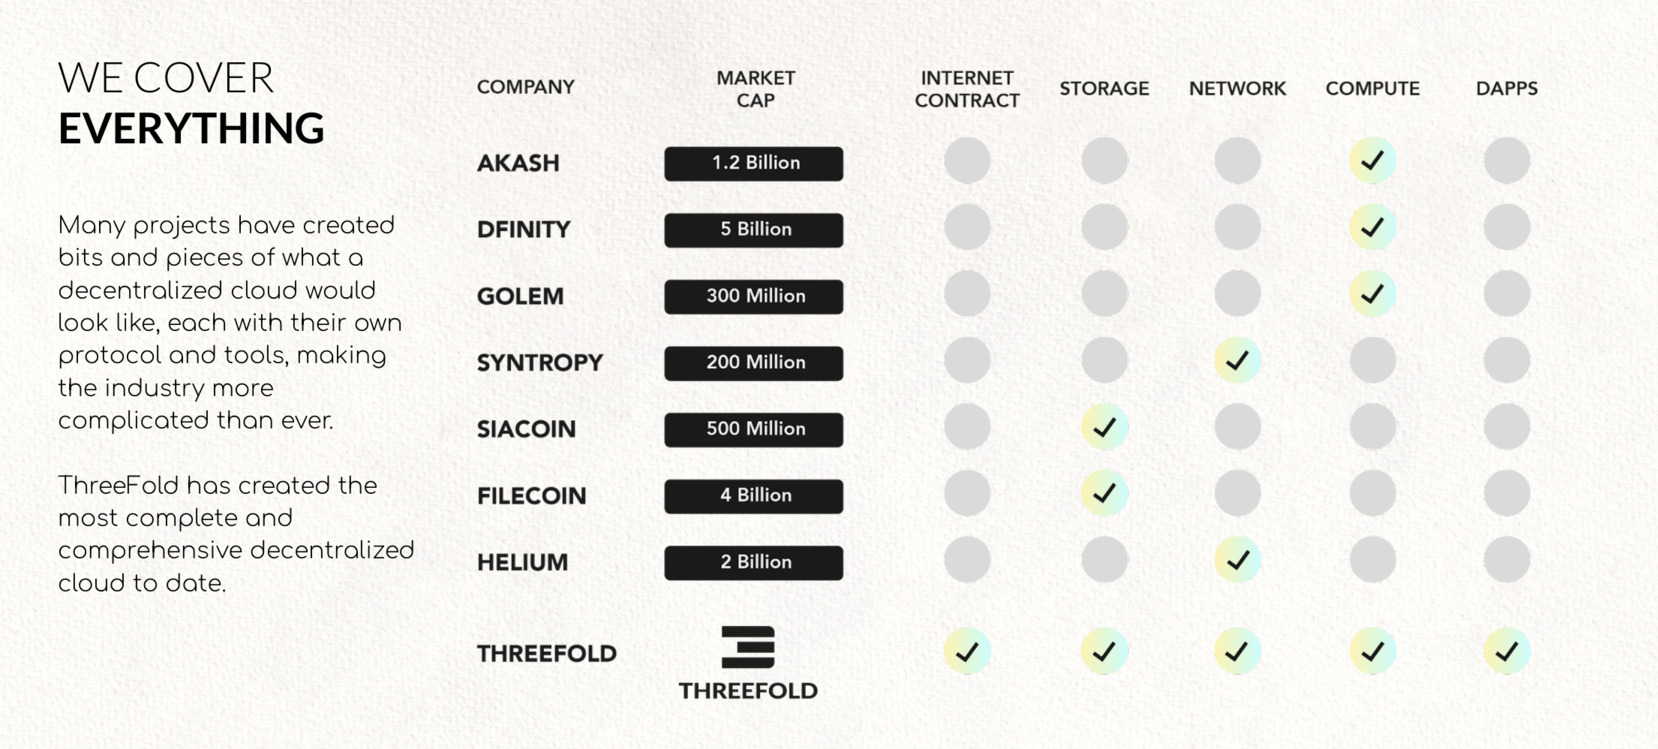 WE COVER
EVERYTHING
Many projects have created
bits and pieces of what a
decentralized cloud would
look like, each with their own
protocol and tools, making
the industry more
complicated than ever.
ThreeFold has created the
most complete and
comprehensive decentralized
cloud to date.
COMPANY MARKET CAP INTERNET CONTRACT STORAGE NETWORK COMPUTE DAPPS
AKASH 1.2 Billion
DFINITY 5 Billion
GOLEM 300 Million
SYNTROPY 200 Million
SIACOIN 500 Million
FILECOIN 4 Billion
HELIUM 2 Billion
THREEFOLD
THREEFOLD